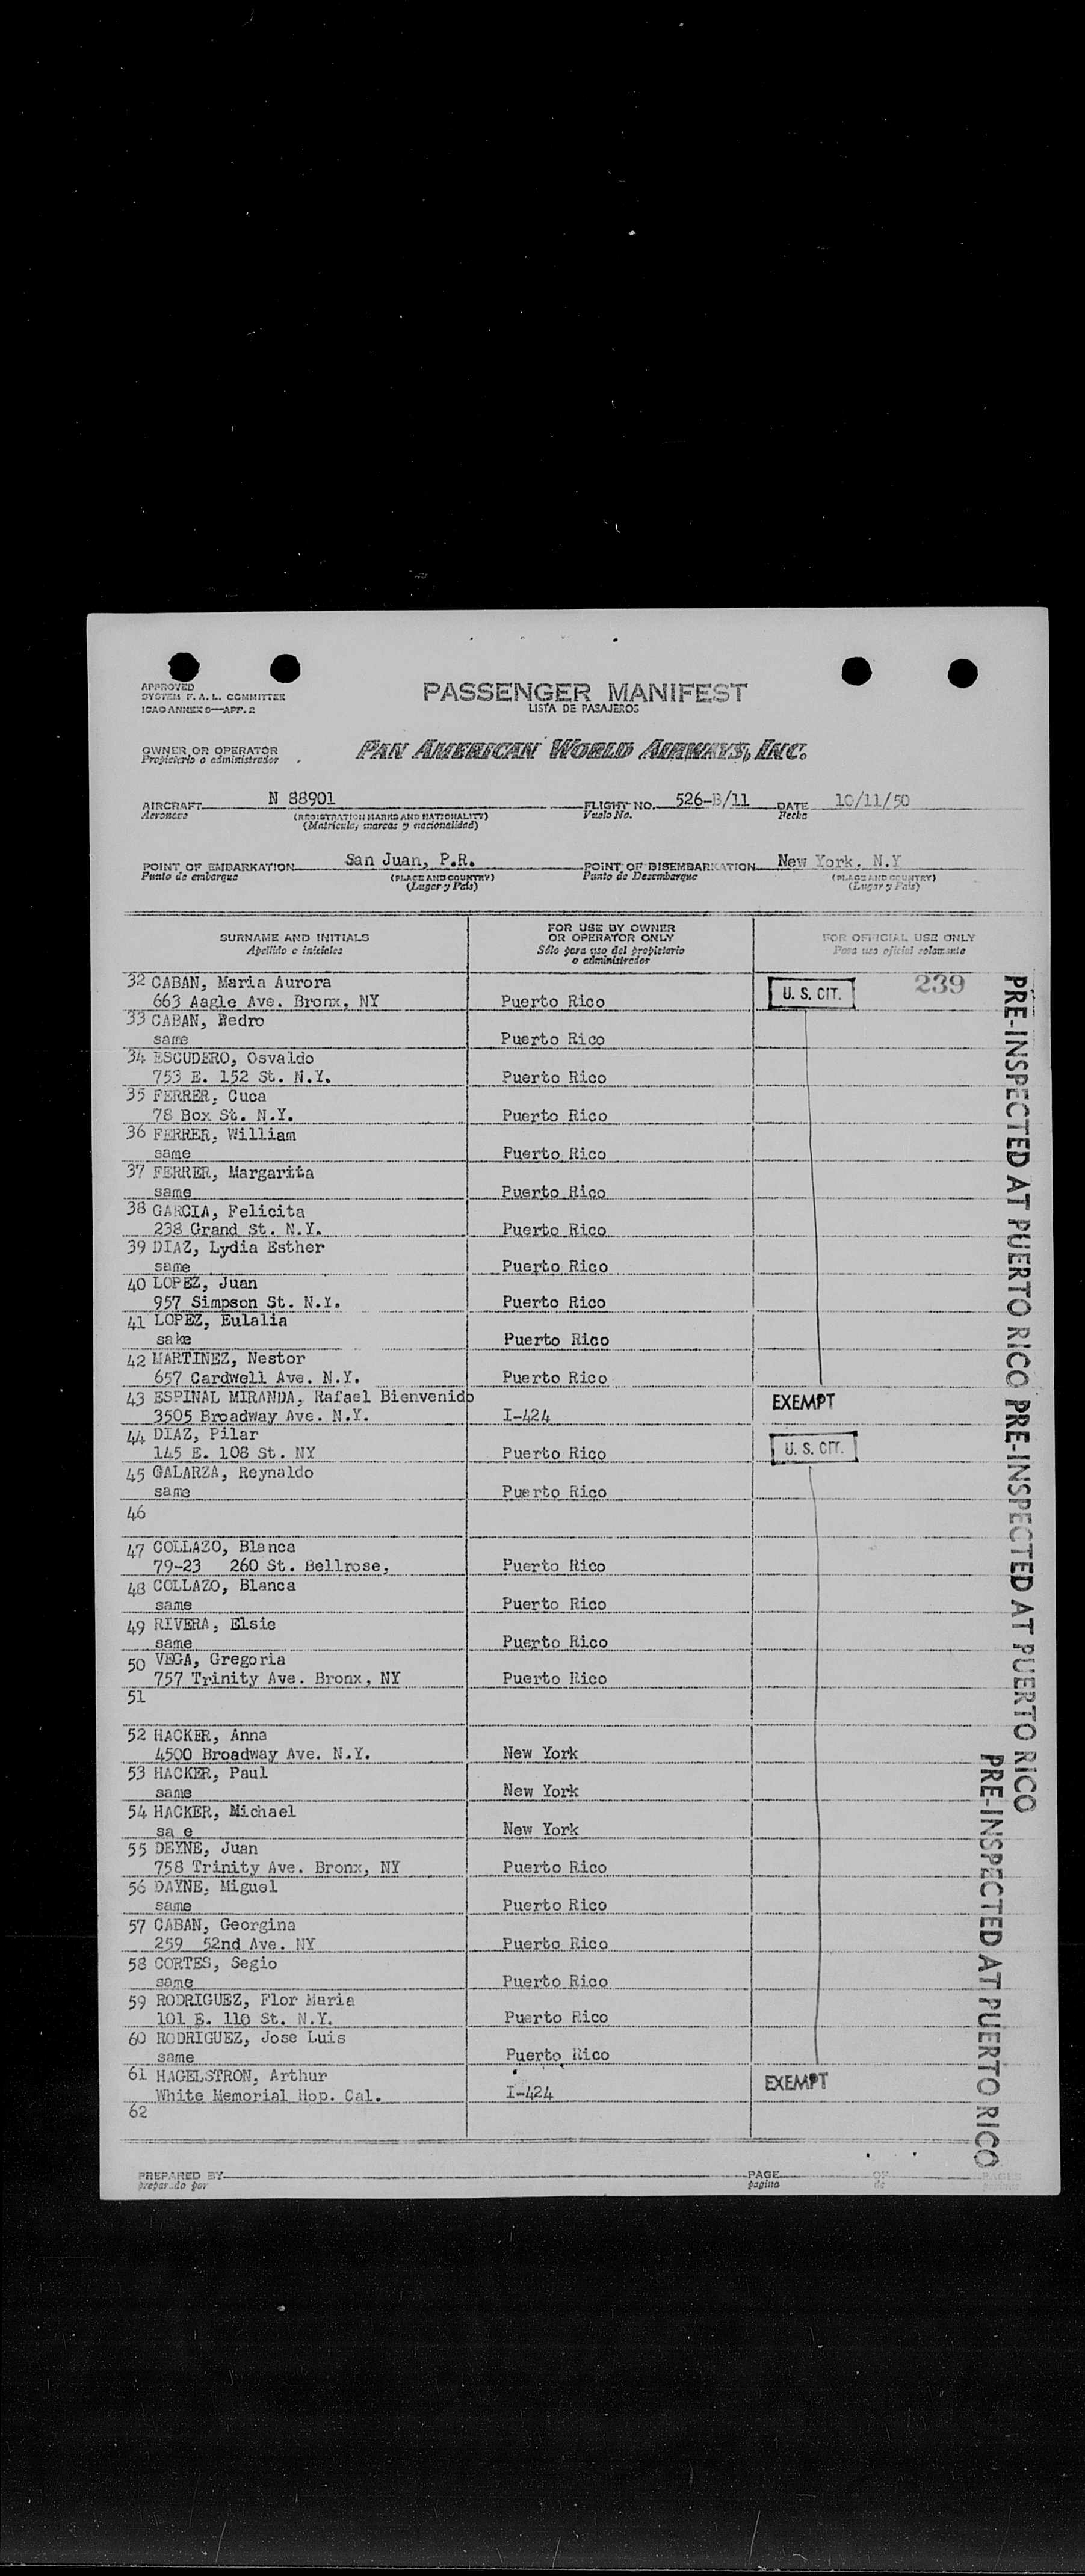 APPROVED
SYSTEM F. A. L. COMMITTEE
ICAO ANNEX 9—APP. 2
PASSENGER MANIFEST
LISTA DE PASAJEROS
OWNER OR OPERATOR
Propietario o administrador
PAN AMERICAN WORLD AIRWAYS, INC.
AIRCRAFT N 88901 FLIGHT NO. 526-B/11 DATE 10/11/50
Aeronave (REGISTRATION MARKS AND NATIONALITY) Vuelo No. Fecha
(Matricula, marcas y nacionalidad)
POINT OF EMBARKATION San Juan, P.R. POINT OF DISEMBARKATION New York, N.Y
Punto de embarque (PLACE AND COUNTRY) Punto de Desembarque (PLACE AND COUNTRY)
(Lugar y País) (Lugar y País)
SURNAME AND INITIALS
Apellido e iniciales
FOR USE BY OWNER
OR OPERATOR ONLY
Sólo para uso del propietario
o administrador
FOR OFFICIAL USE ONLY
Para uso oficial solamente
32 CABAN, Maria Aurora
663 Aagle Ave. Bronx, NY Puerto Rico U. S. CIT. 239
33 CABAN, Pedro
same Puerto Rico
34 ESCUDERO, Osvaldo
753 E. 152 St. N.Y. Puerto Rico
35 FERRER, Cuca
78 Box St. N.Y. Puerto Rico
36 FERRER, William
same Puerto Rico
37 FERRER, Margarita
same Puerto Rico
38 GARCIA, Felicita
238 Grand St. N.Y. Puerto Rico
39 DIAZ, Lydia Esther
same Puerto Rico
40 LOPEZ, Juan
957 Simpson St. N.Y. Puerto Rico
41 LOPEZ, Eulalia
sake Puerto Rico
42 MARTINEZ, Nestor
657 Cardwell Ave. N.Y. Puerto Rico
43 ESPINAL MIRANDA, Rafael Bienvenido EXEMPT
3505 Broadway Ave. N.Y. I-424
44 DIAZ, Pilar
145 E. 108 St. NY Puerto Rico U. S. CIT.
45 GALARZA, Reynaldo
same Puerto Rico
46
47 COLLAZO, Blanca
79-23 260 St. Bellrose, Puerto Rico
48 COLLAZO, Blanca
same Puerto Rico
49 RIVERA, Elsie
same Puerto Rico
50 VEGA, Gregoria
757 Trinity Ave. Bronx, NY Puerto Rico
51
52 HACKER, Anna
4500 Broadway Ave. N.Y. New York
53 HACKER, Paul
same New York
54 HACKER, Michael
sa e New York
55 DEYNE, Juan
758 Trinity Ave. Bronx, NY Puerto Rico
56 DAYNE, Miguel
same Puerto Rico
57 CABAN, Georgina
259 52nd Ave. NY Puerto Rico
58 CORTES, Segio
same Puerto Rico
59 RODRIGUEZ, Flor Maria
101 E. 110 St. N.Y. Puerto Rico
60 RODRIGUEZ, Jose Luis
same Puerto Rico
61 HAGELSTRON, Arthur EXEMPT
White Memorial Hop. Cal. I-424
62
PREPARED BY PAGE OF PAGES
preparado por pagina de
PRE-INSPECTED AT PUERTO RICO
PRE-INSPECTED AT PUERTO RICO
PRE-INSPECTED AT PUERTO RICO